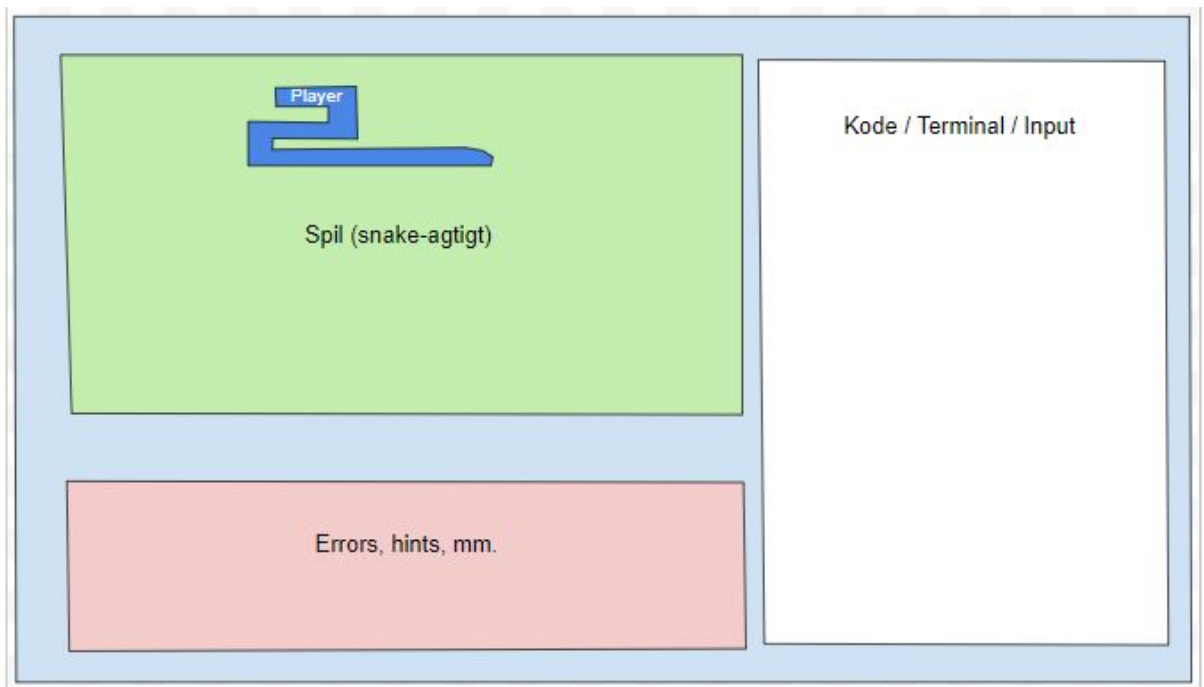 Player
Spil (snake-agtigt)
Kode / Terminal / Input
Errors, hints, mm.